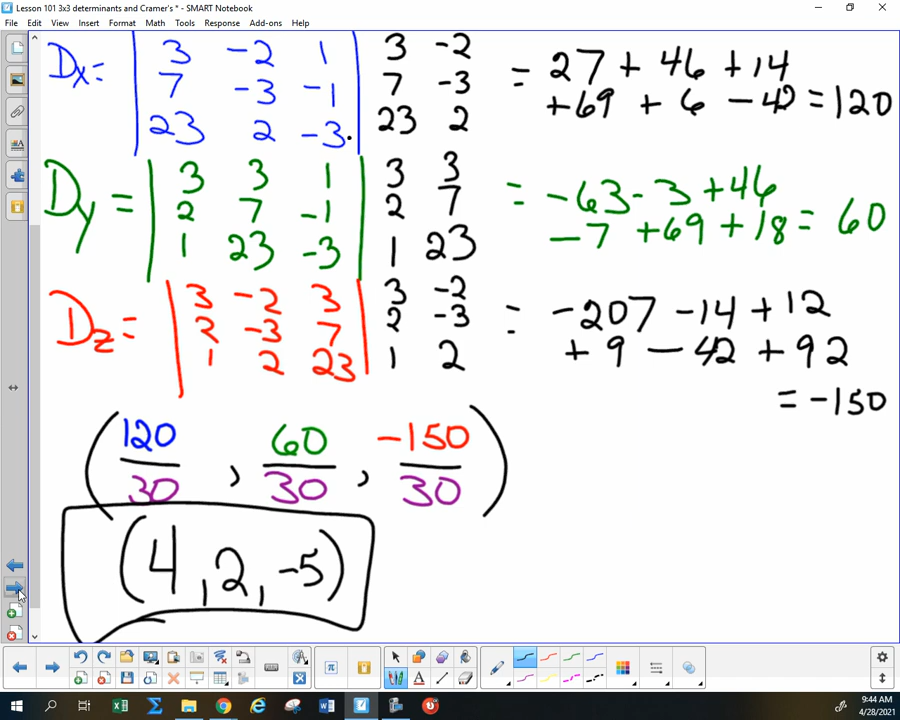 Lesson 101 3x3 determinants and Cramer's * - SMART Notebook
File Edit View Insert Format Math Tools Response Add-ons Help
Dx= | 3 -2 1 | 3 -2
7 -3 -1 | 7 -3
23 2 -3. | 23 2
= 27 + 46 + 14
+69 + 6 - 42 = 120
Dy = | 3 3 1 | 3 3
2 7 -1 | 2 7
1 23 -3 | 1 23
= -63 - 3 + 46
- 7 + 69 + 18 = 60
Dz = | 3 -2 3 | 3 -2
2 -3 7 | 2 -3
1 2 23 | 1 2
= -207 - 14 + 12
+ 9 - 42 + 92
= -150
(120/30, 60/30, -150/30)
(4, 2, -5)
9:44 AM
4/28/2021